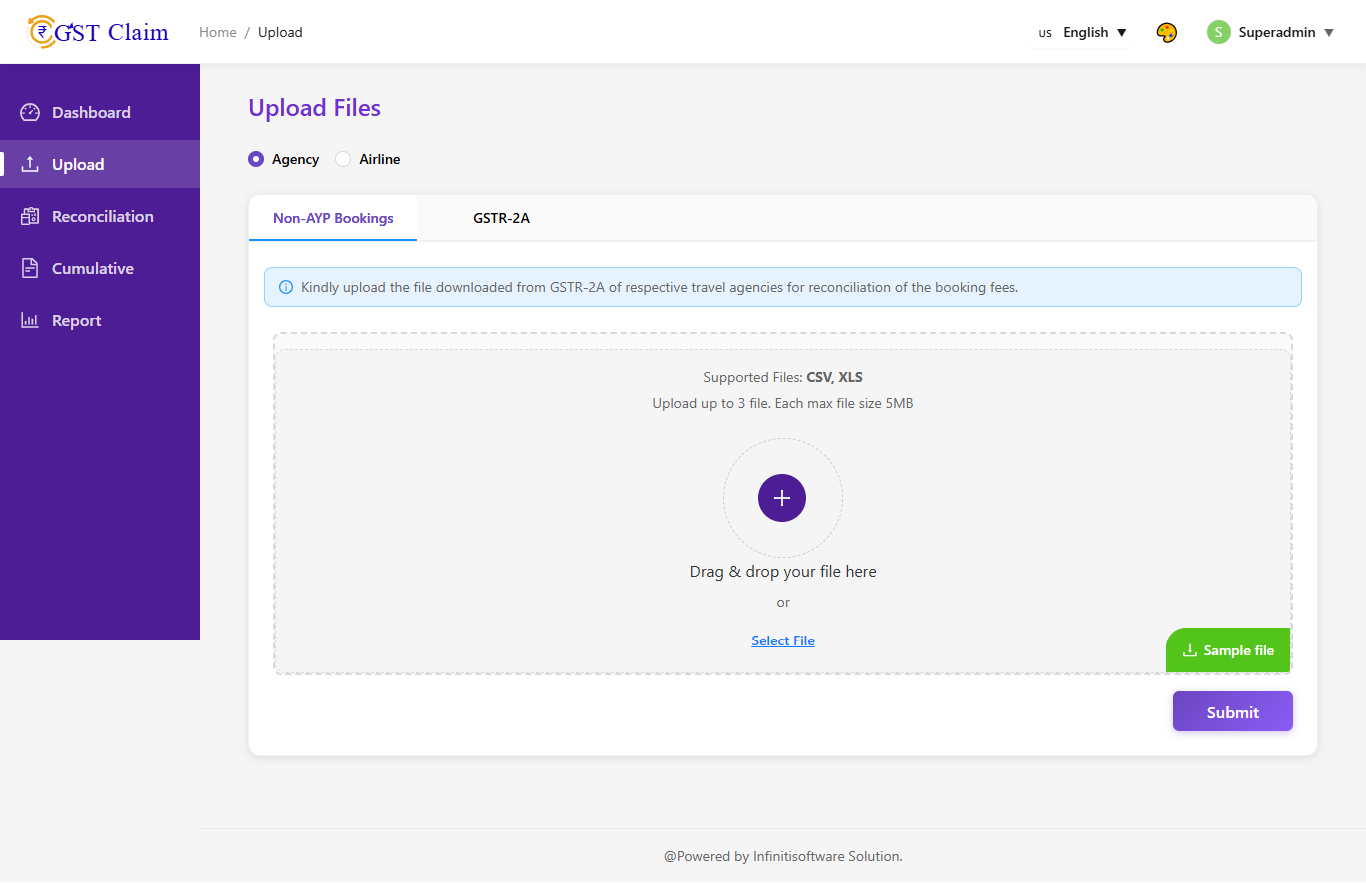 GST Claim
Home / Upload
us English
S Superadmin
Dashboard
Upload
Reconciliation
Cumulative
Report
Upload Files
Agency
Airline
Non-AYP Bookings
GSTR-2A
Kindly upload the file downloaded from GSTR-2A of respective travel agencies for reconciliation of the booking fees.
Supported Files: CSV, XLS
Upload up to 3 file. Each max file size 5MB
Drag & drop your file here
or
Select File
Sample file
Submit
@Powered by Infinitisoftware Solution.